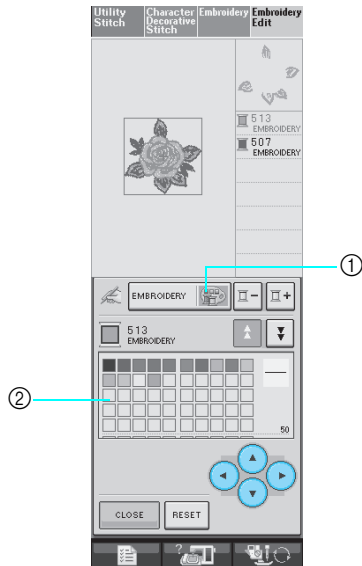 Utility
Stitch
Character
Decorative
Stitch
Embroidery
Embroidery
Edit
513
EMBROIDERY
507
EMBROIDERY
①
EMBROIDERY
513
EMBROIDERY
②
50
CLOSE
RESET
?